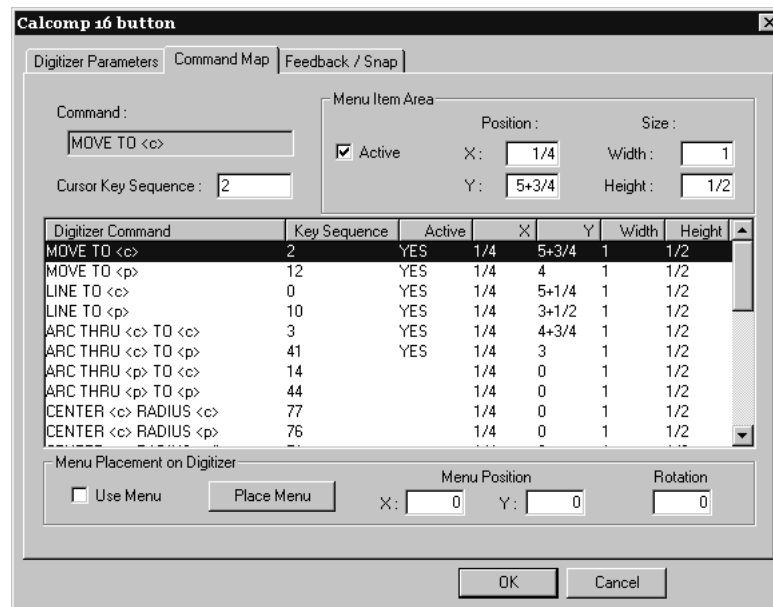 Calcomp 16 button
Digitizer Parameters Command Map Feedback / Snap
Command :
MOVE TO <c>
Cursor Key Sequence : 2
Menu Item Area
Position : Size :
Active X : 1/4 Width : 1
Y : 5+3/4 Height : 1/2
Digitizer Command Key Sequence Active X Y Width Height
MOVE TO <c> 2 YES 1/4 5+3/4 1 1/2
MOVE TO <p> 12 YES 1/4 4 1 1/2
LINE TO <c> 0 YES 1/4 5+1/4 1 1/2
LINE TO <p> 10 YES 1/4 3+1/2 1 1/2
ARC THRU <c> TO <c> 3 YES 1/4 4+3/4 1 1/2
ARC THRU <c> TO <p> 41 YES 1/4 3 1 1/2
ARC THRU <p> TO <c> 14 1/4 0 1 1/2
ARC THRU <p> TO <p> 44 1/4 0 1 1/2
CENTER <c> RADIUS <c> 77 1/4 0 1 1/2
CENTER <c> RADIUS <p> 76 1/4 0 1 1/2
Menu Placement on Digitizer
Menu Position Rotation
Use Menu Place Menu X : 0 Y : 0 0
OK Cancel